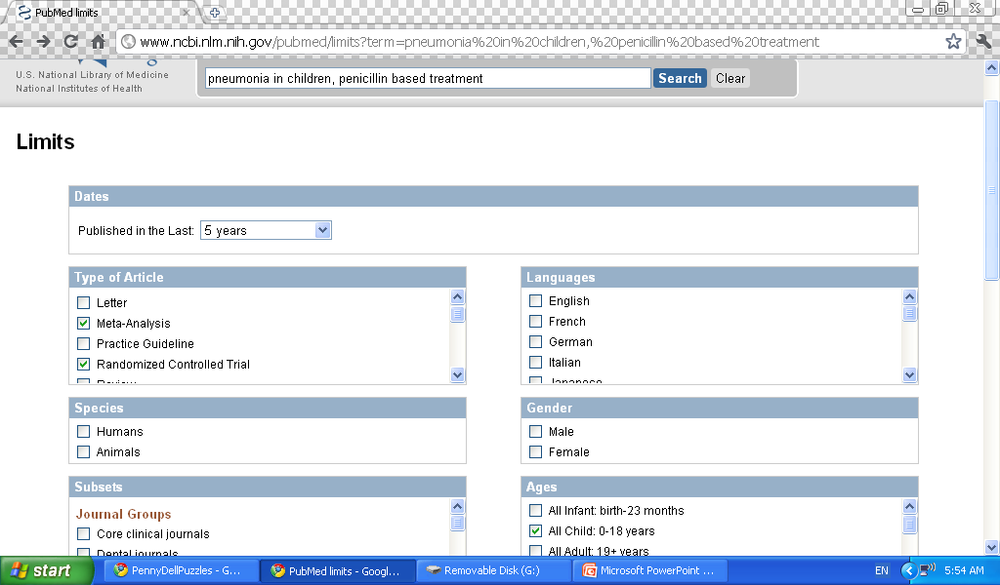 PubMed limits
www.ncbi.nlm.nih.gov/pubmed/limits?term=pneumonia%20in%20children,%20penicillin%20based%20treatment
U.S. National Library of Medicine
National Institutes of Health
pneumonia in children, penicillin based treatment
Search
Clear
Limits
Dates
Published in the Last: 5 years
Type of Article
Letter
Meta-Analysis
Practice Guideline
Randomized Controlled Trial
Review
Languages
English
French
German
Italian
Japanese
Species
Humans
Animals
Gender
Male
Female
Subsets
Journal Groups
Core clinical journals
Dental journals
Ages
All Infant: birth-23 months
All Child: 0-18 years
All Adult: 19+ years
start
PennyDellPuzzles - G...
PubMed limits - Googl...
Removable Disk (G:)
Microsoft PowerPoint ...
EN
5:54 AM